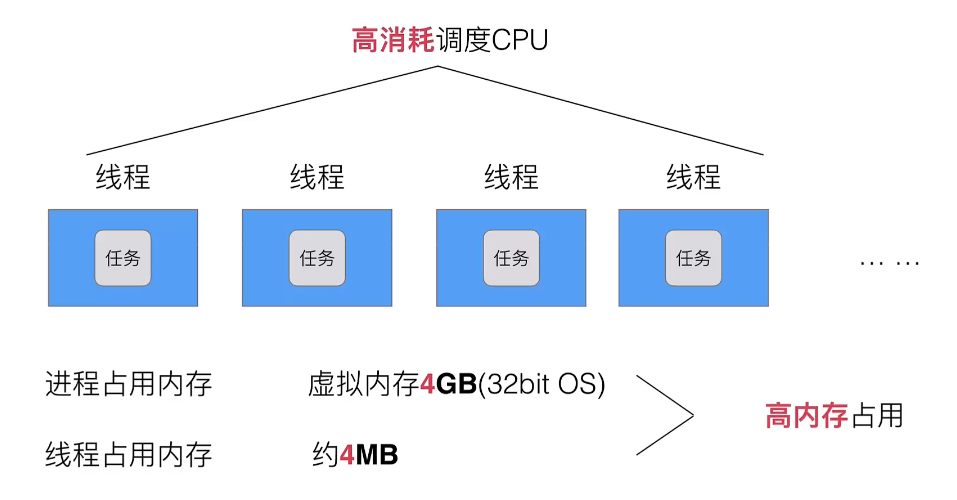 高消耗调度CPU
线程 线程 线程 线程
任务 任务 任务 任务 ... ...
进程占用内存 虚拟内存4GB(32bit OS)
高内存占用
线程占用内存 约4MB